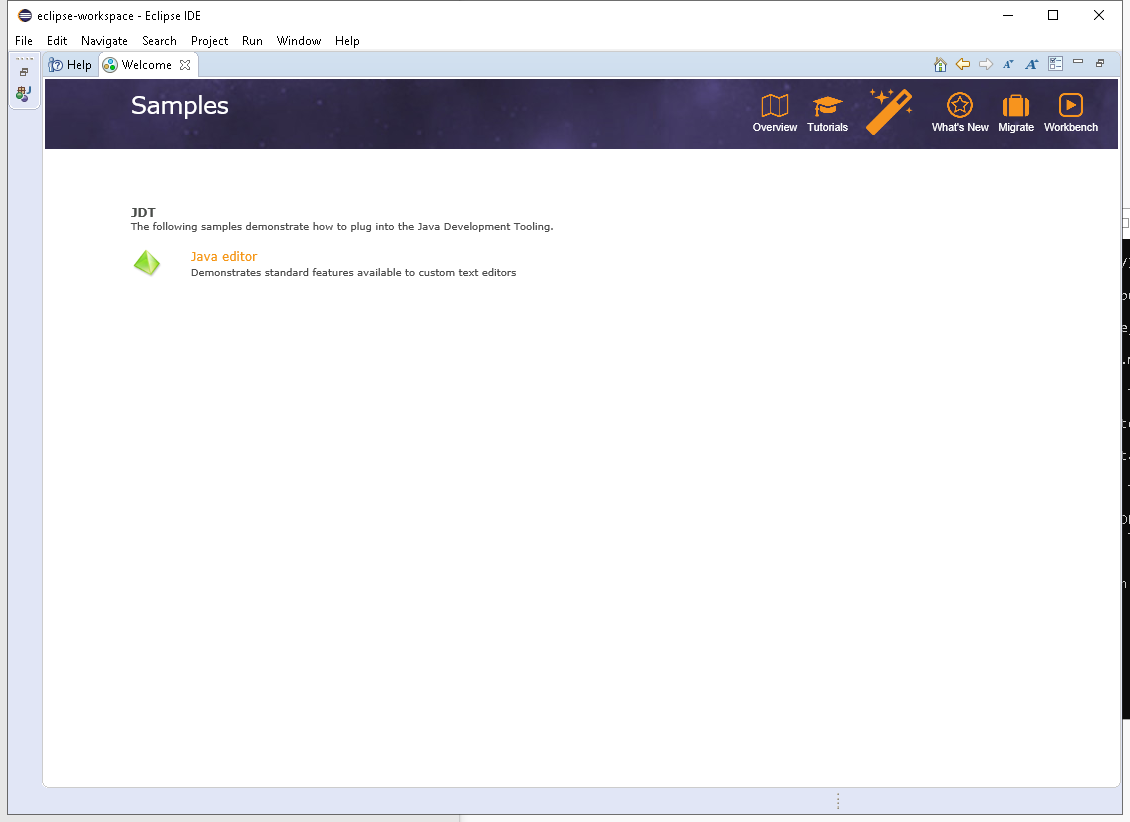 eclipse-workspace - Eclipse IDE
File Edit Navigate Search Project Run Window Help
Help Welcome
Samples
Overview Tutorials What's New Migrate Workbench
JDT
The following samples demonstrate how to plug into the Java Development Tooling.
Java editor
Demonstrates standard features available to custom text editors